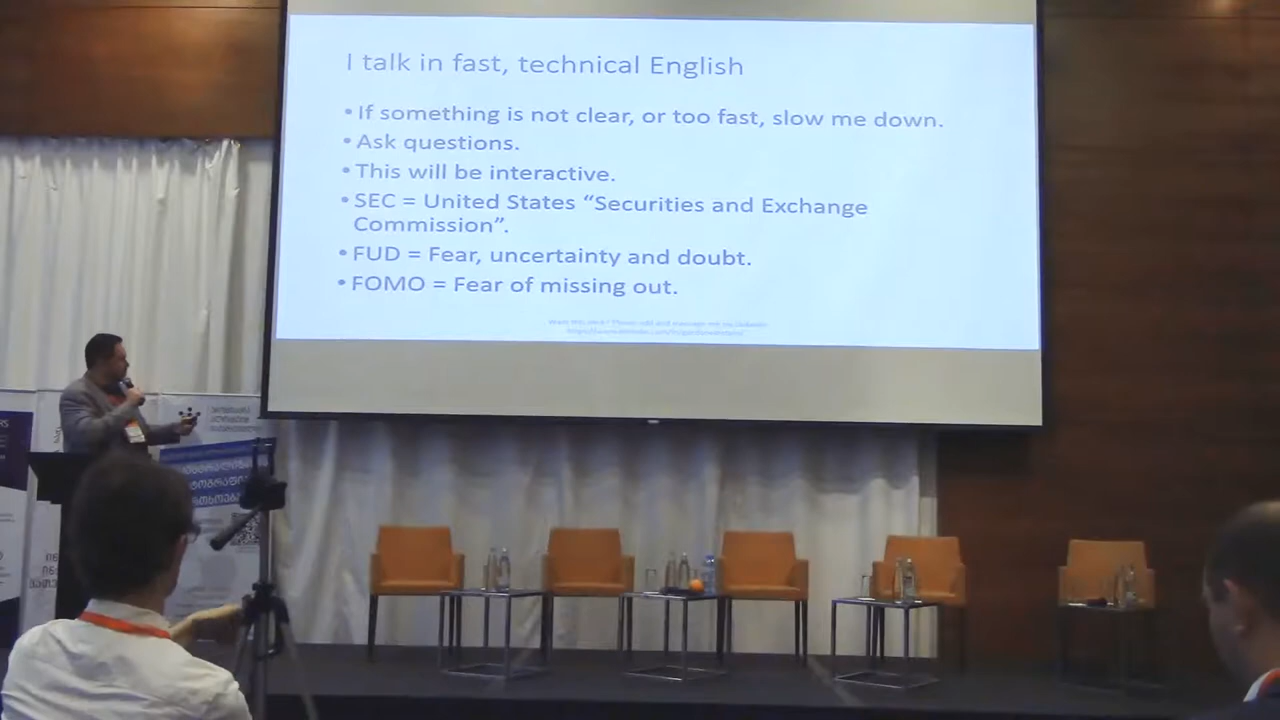 I talk in fast, technical English
• If something is not clear, or too fast, slow me down.
• Ask questions.
• This will be interactive.
• SEC = United States “Securities and Exchange
Commission”.
• FUD = Fear, uncertainty and doubt.
• FOMO = Fear of missing out.